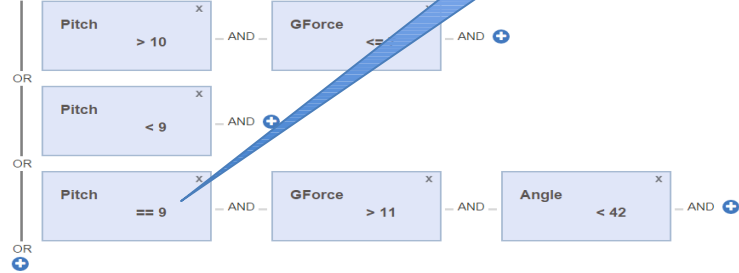 x x
Pitch GForce
> 10 AND <= AND
OR
x
Pitch
< 9 AND
OR
x x x
Pitch GForce Angle
== 9 AND > 11 AND < 42 AND
OR